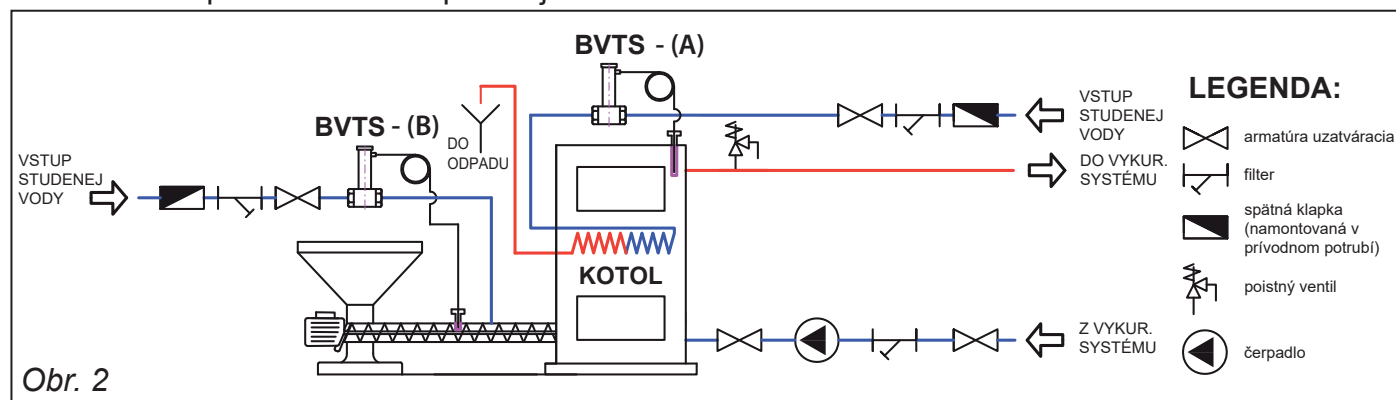 BVTS - (A)
BVTS - (B)
DO
ODPADU
VSTUP
STUDENEJ
VODY
VSTUP
STUDENEJ
VODY
DO VYKUR.
SYSTÉMU
KOTOL
Z VYKUR.
SYSTÉMU
LEGENDA:
armatúra uzatváracia
filter
spätná klapka
(namontovaná v
prívodnom potrubí)
poistný ventil
čerpadlo
Obr. 2